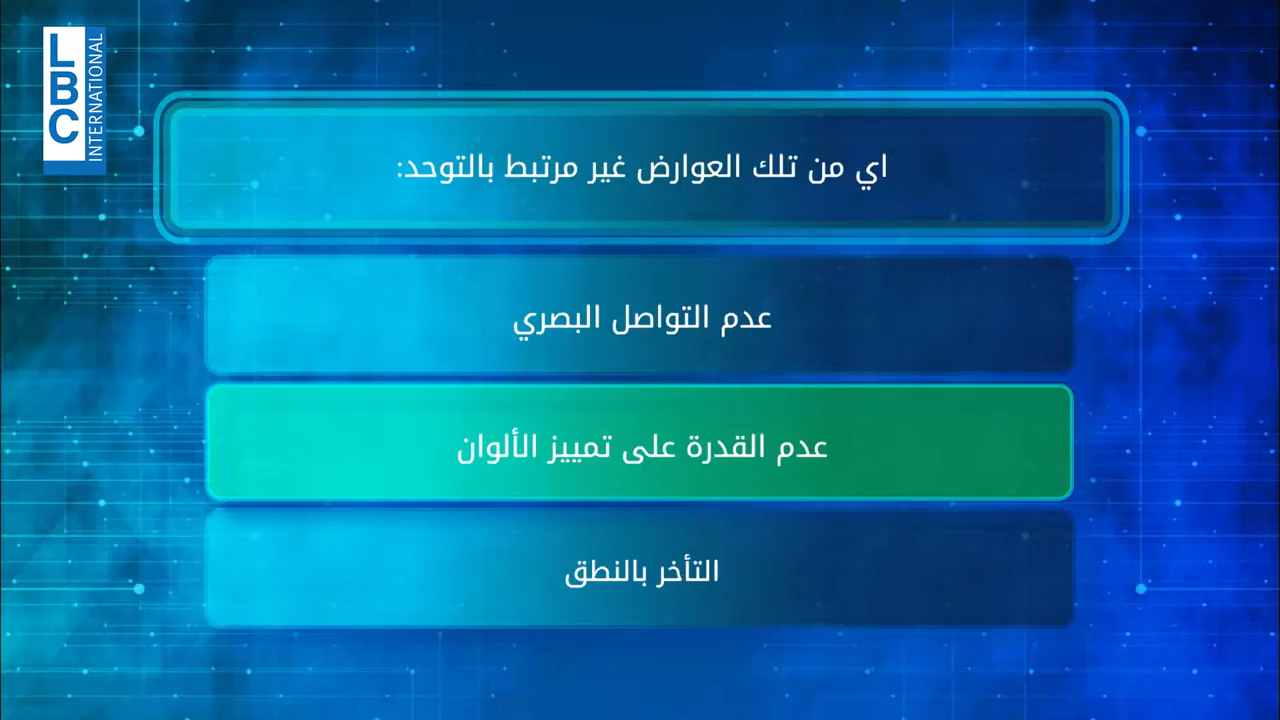 LBC
INTERNATIONAL
اي من تلك العوارض غير مرتبط بالتوحد:
عدم التواصل البصري
عدم القدرة على تمييز الألوان
التأخر بالنطق